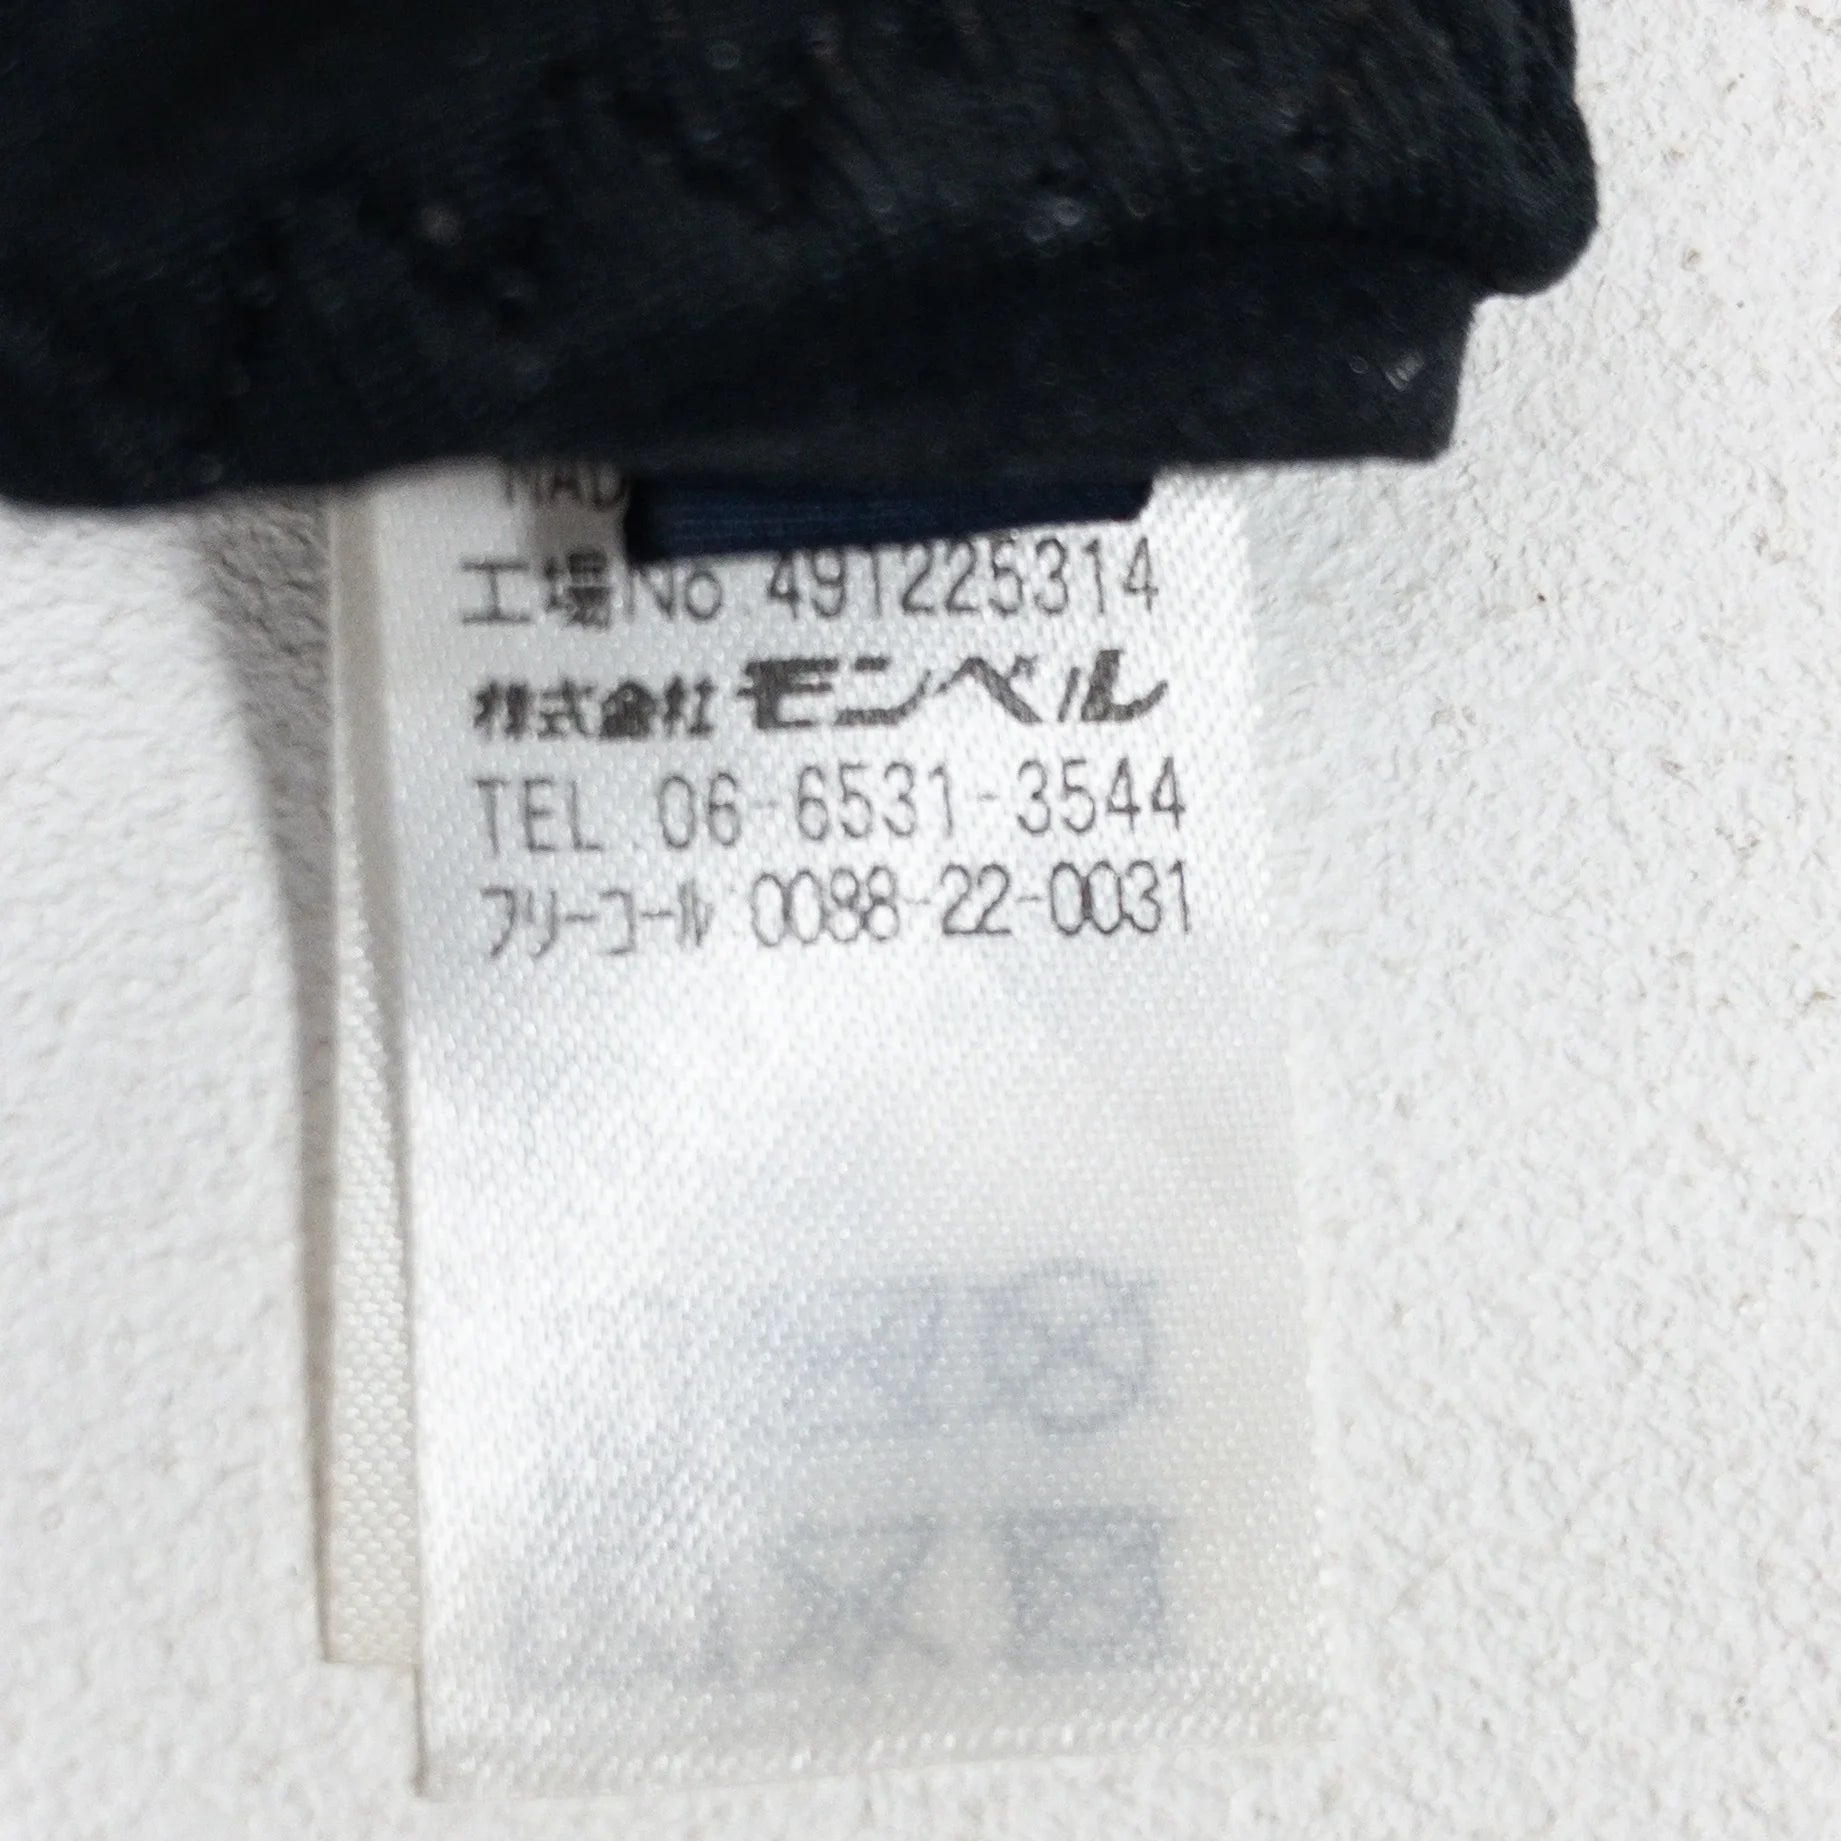 MAD
工場No 491225314
株式会社 モンベル
TEL 06-6531-3544
フリーコール 0088-22-0031